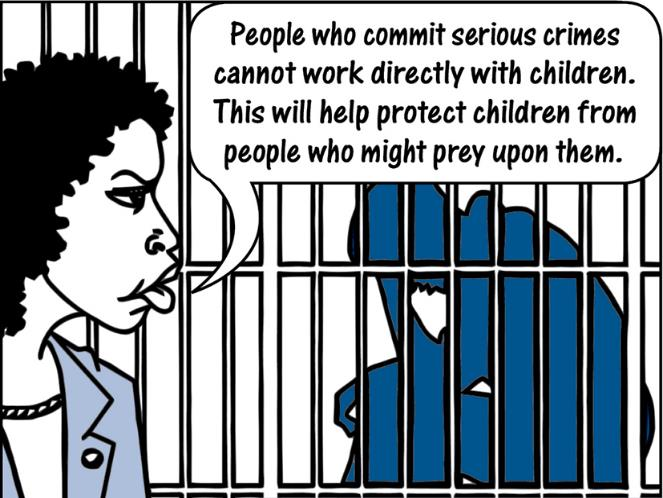 People who commit serious crimes
cannot work directly with children.
This will help protect children from
people who might prey upon them.